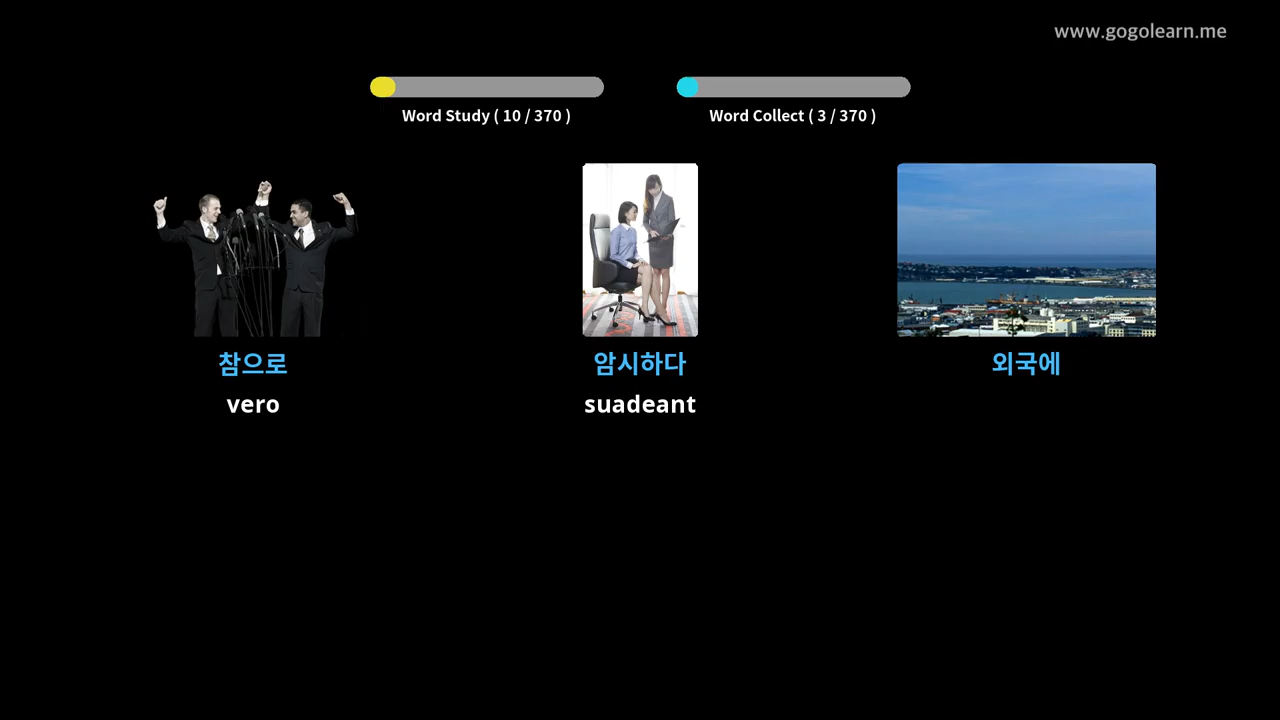 www.gogolearn.me
Word Study ( 10 / 370 )
Word Collect ( 3 / 370 )
참으로
암시하다
외국에
vero
suadeant